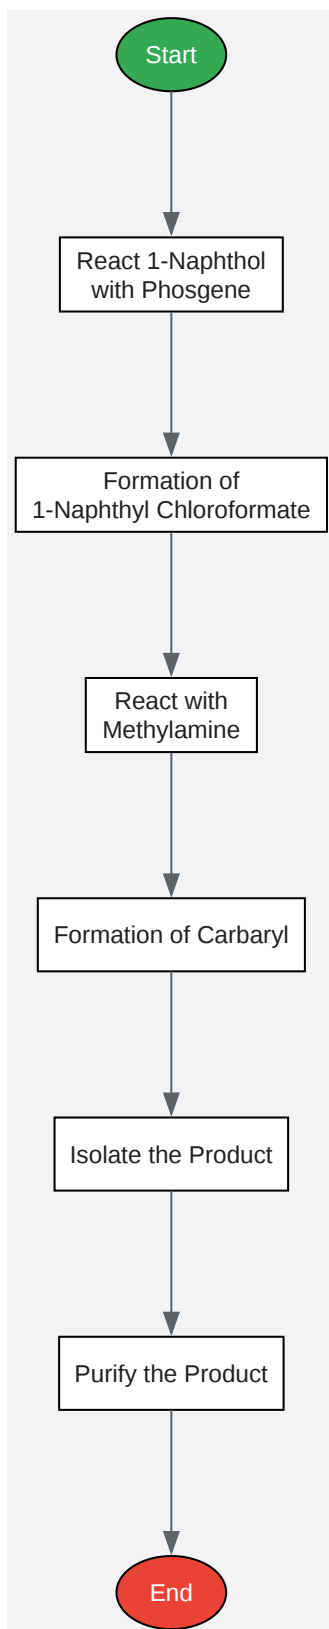 Start
React 1-Naphthol
with Phosgene
Formation of
1-Naphthyl Chloroformate
React with
Methylamine
Formation of Carbaryl
Isolate the Product
Purify the Product
End